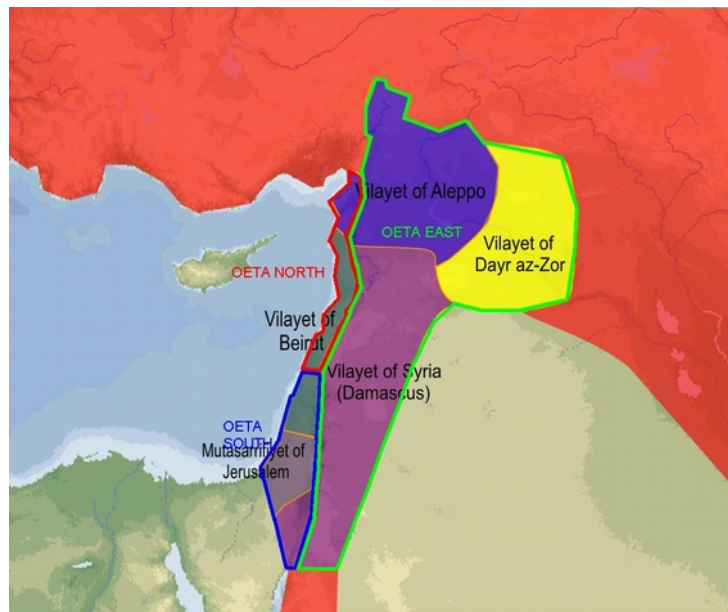 Vilayet of Aleppo
OETA EAST
Vilayet of
Dayr az-Zor
OETA NORTH
Vilayet of
Beirut
Vilayet of Syria
(Damascus)
OETA
SOUTH
Mutasarrifiyet of
Jerusalem